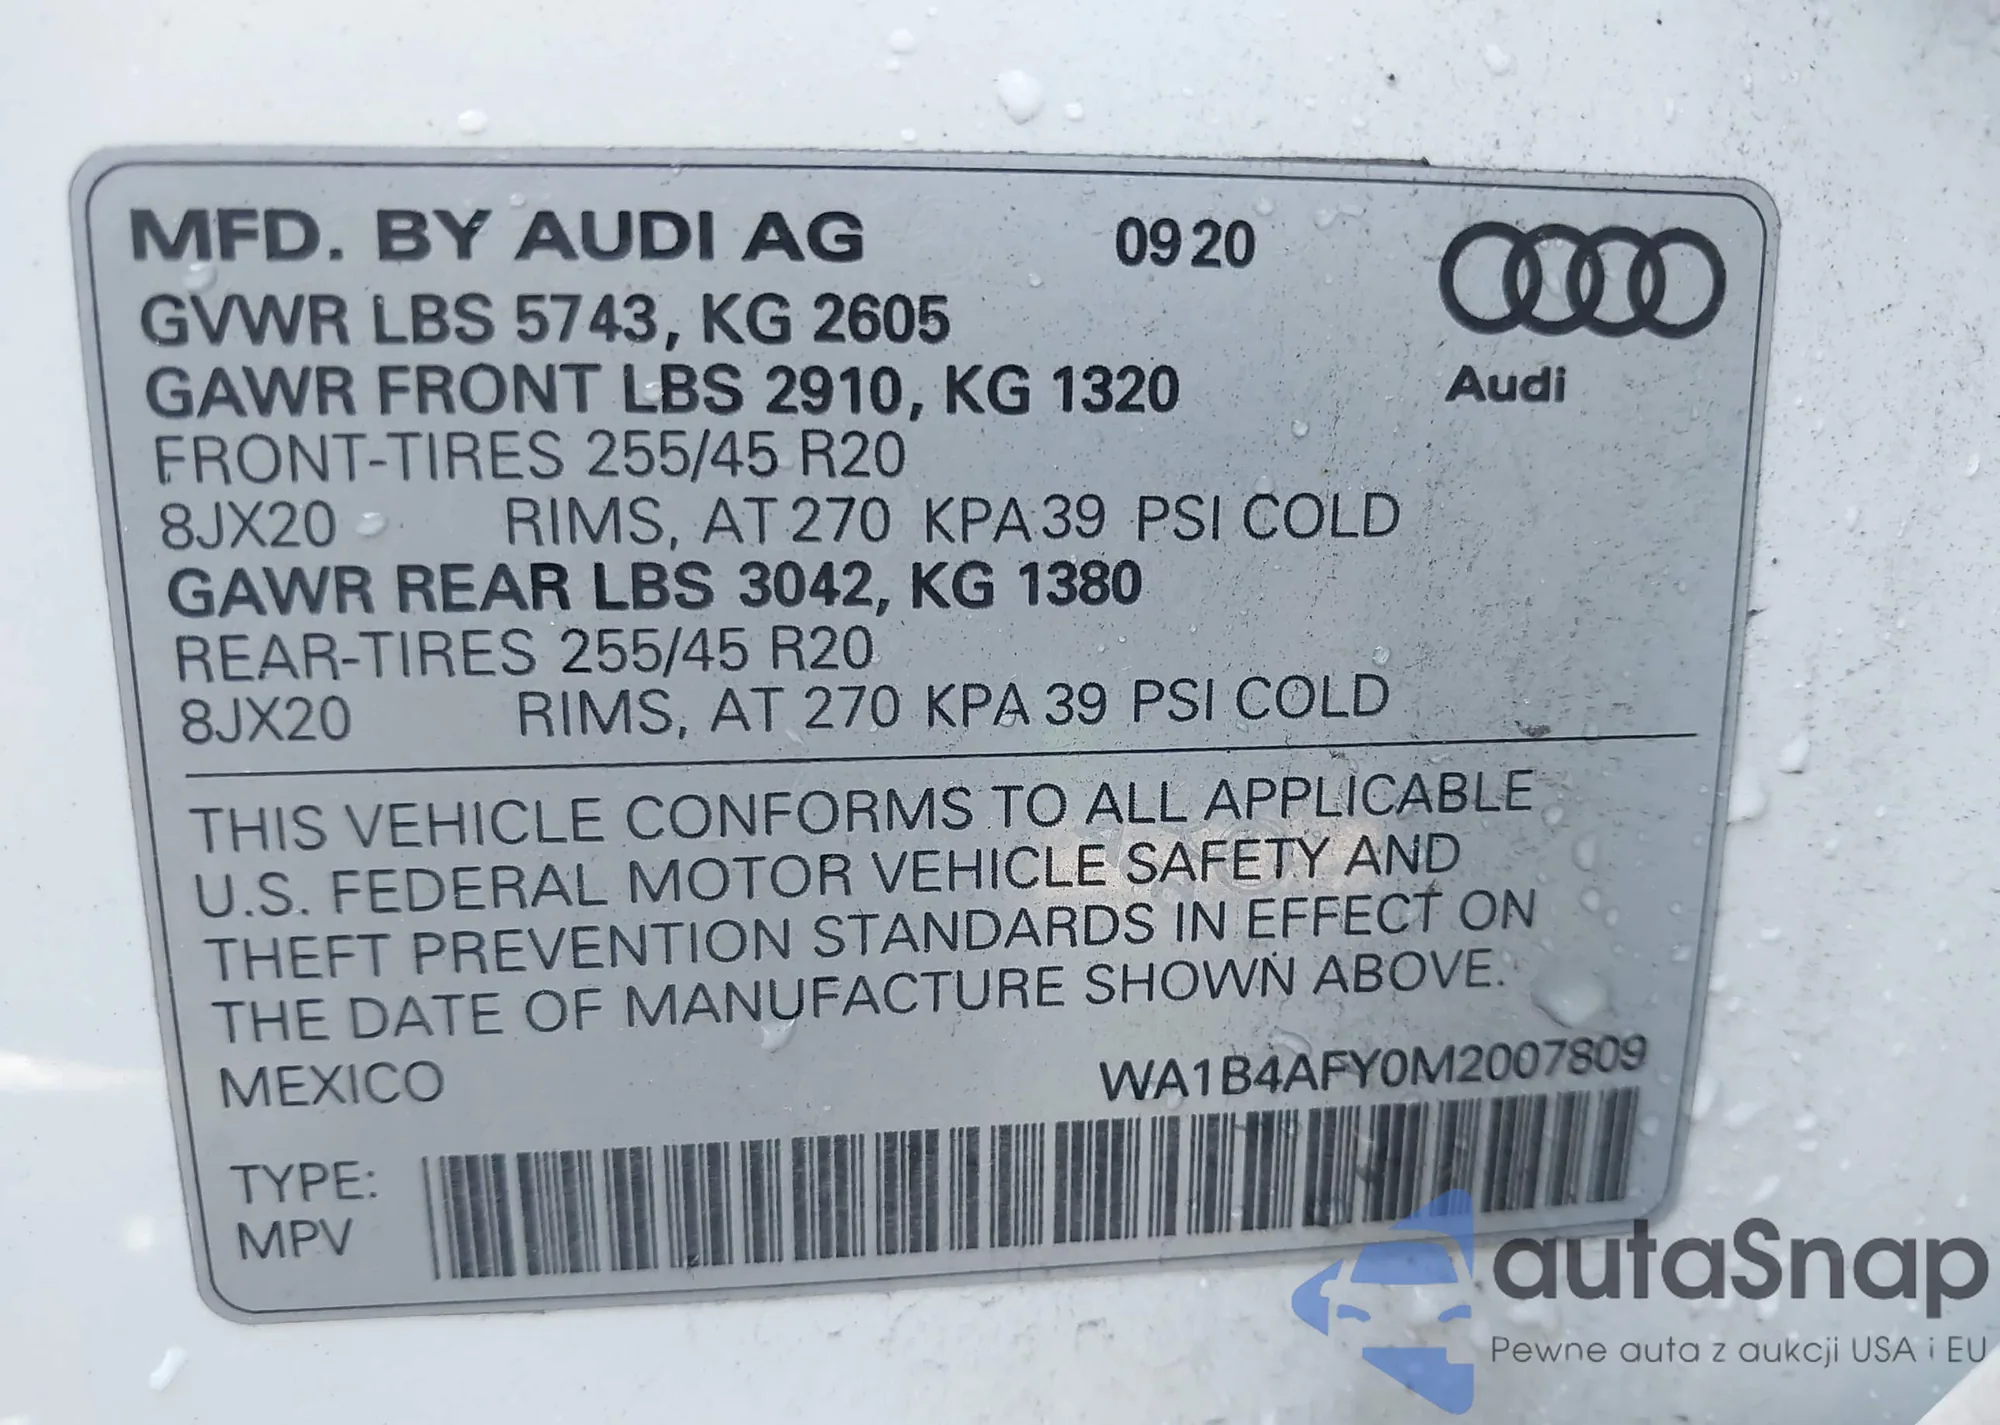 MFD. BY AUDI AG 09 20
GVWR LBS 5743, KG 2605
GAWR FRONT LBS 2910, KG 1320
Audi
FRONT-TIRES 255/45 R20
8JX20 RIMS, AT 270 KPA 39 PSI COLD
GAWR REAR LBS 3042, KG 1380
REAR-TIRES 255/45 R20
8JX20 RIMS, AT 270 KPA 39 PSI COLD
THIS VEHICLE CONFORMS TO ALL APPLICABLE
U.S. FEDERAL MOTOR VEHICLE SAFETY AND
THEFT PREVENTION STANDARDS IN EFFECT ON
THE DATE OF MANUFACTURE SHOWN ABOVE.
MEXICO WA1B4AFY0M2007809
TYPE:
MPV
autaSnap
Pewne auta z aukcji USA i EU